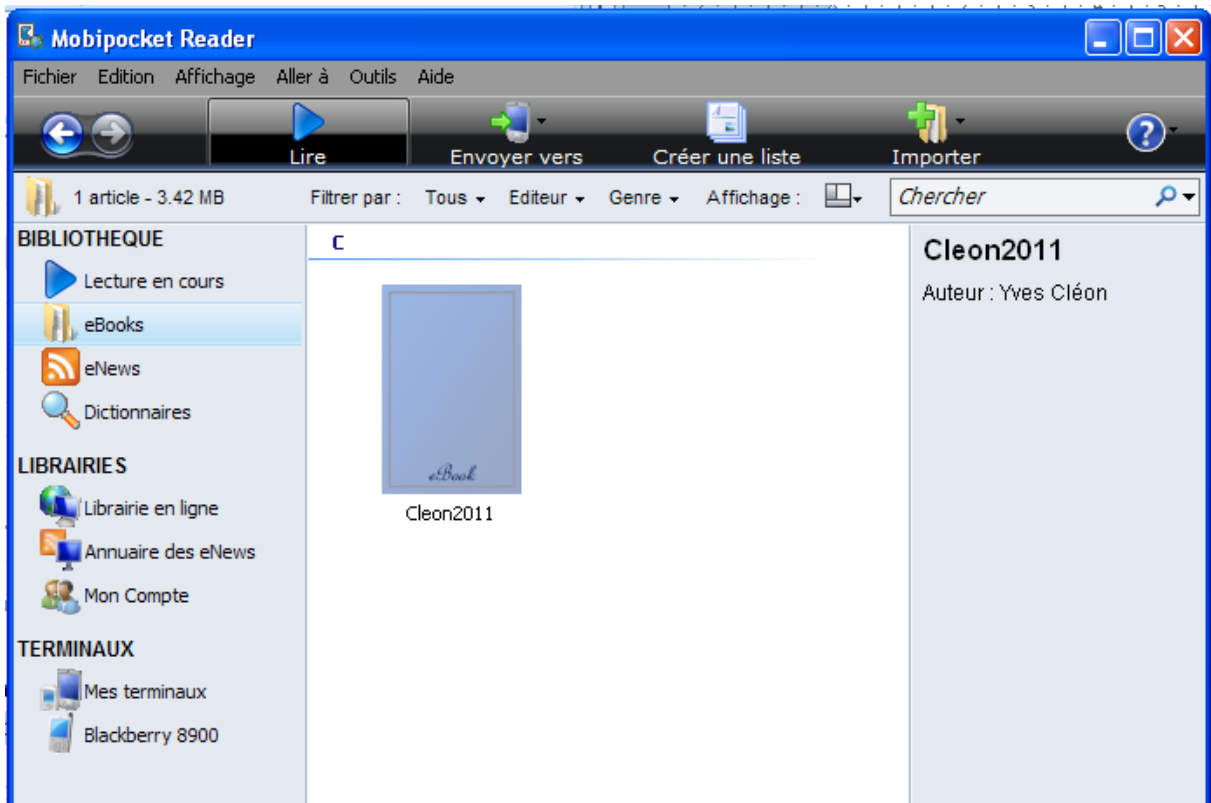 Mobipocket Reader
Fichier Edition Affichage Aller à Outils Aide
Lire Envoyer vers Créer une liste Importer
1 article - 3.42 MB Filtrer par : Tous Editeur Genre Affichage : Chercher
BIBLIOTHEQUE
Lecture en cours
eBooks
eNews
Dictionnaires
LIBRAIRIES
Librairie en ligne
Annuaire des eNews
Mon Compte
TERMINAUX
Mes terminaux
Blackberry 8900
C
eBook
Cleon2011
Cleon2011
Auteur : Yves Cléon